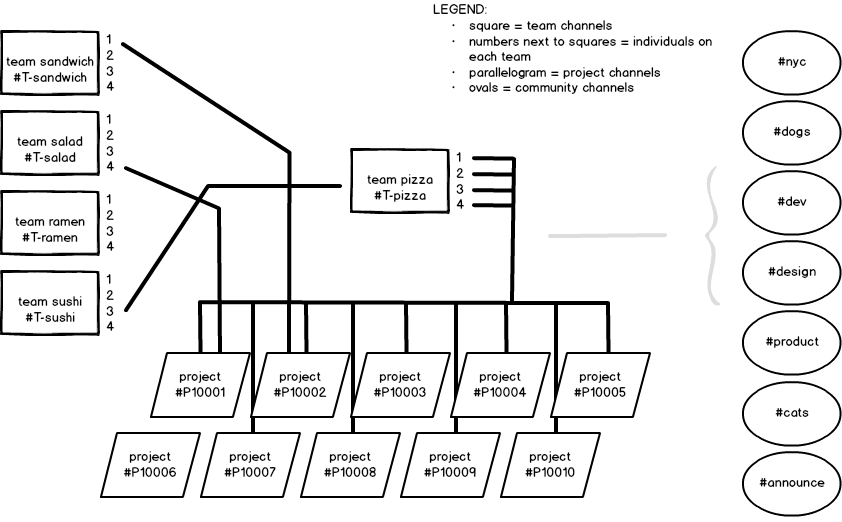 LEGEND:
· square = team channels
· numbers next to squares = individuals on
each team
· parallelogram = project channels
· ovals = community channels
team sandwich
#T-sandwich
1
2
3
4
team salad
#T-salad
1
2
3
4
team ramen
#T-ramen
1
2
3
4
team sushi
#T-sushi
1
2
3
4
team pizza
#T-pizza
1
2
3
4
project
#P10001
project
#P10002
project
#P10003
project
#P10004
project
#P10005
project
#P10006
project
#P10007
project
#P10008
project
#P10009
project
#P10010
#nyc
#dogs
#dev
#design
#product
#cats
#announce